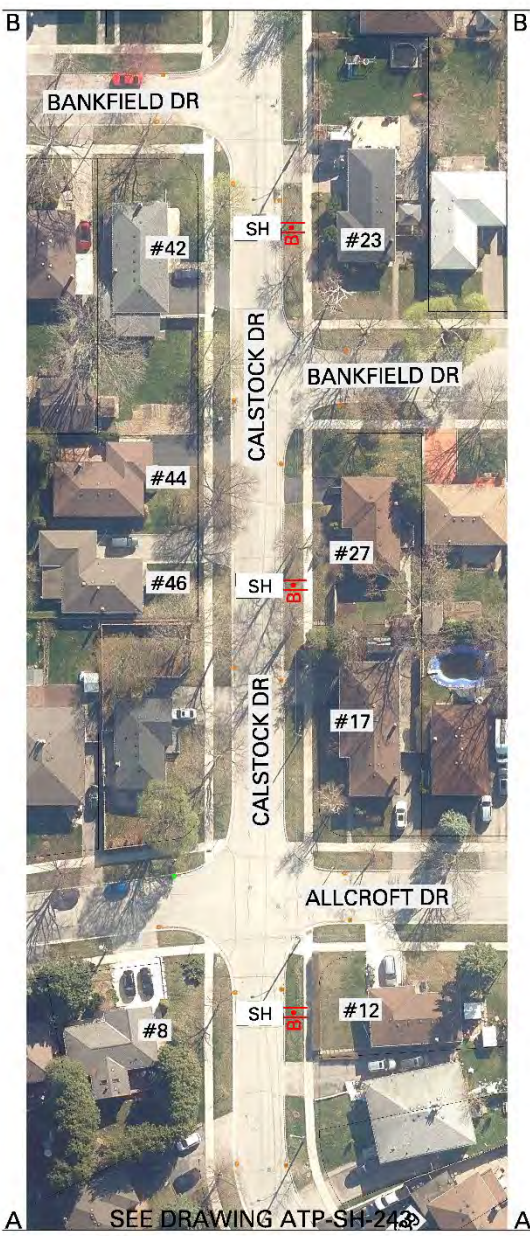 B B
BANKFIELD DR
SH
B
#42
#23
CALSTOCK DR
BANKFIELD DR
#44
#27
#46
SH
B
#17
CALSTOCK DR
ALLCROFT DR
#12
SH
B
#8
A A
SEE DRAWING ATP-SH-24